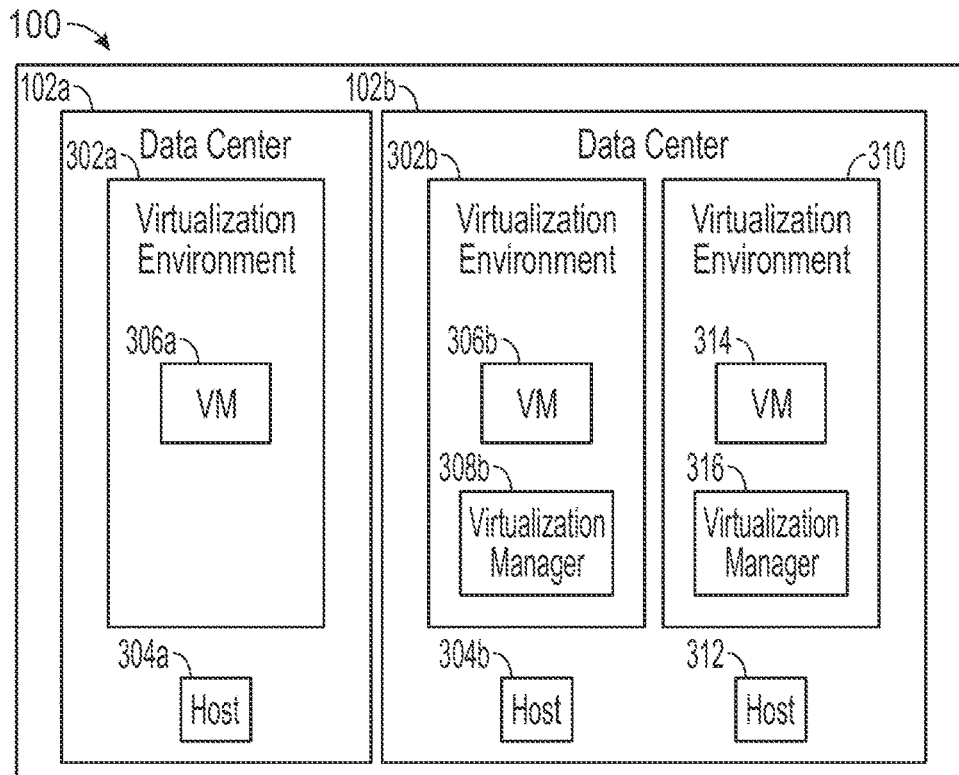 100
102a
102b
Data Center
Data Center
302a
302b
310
Virtualization
Environment
Virtualization
Environment
Virtualization
Environment
306a
306b
314
VM
VM
VM
308b
316
Virtualization
Manager
Virtualization
Manager
304a
304b
312
Host
Host
Host